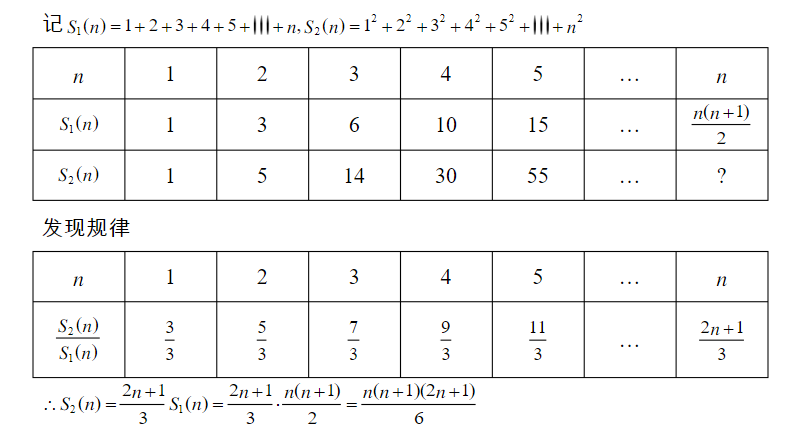 记 S₁(n) = 1+2+3+4+5+┃┃┃+n, S₂(n) = 1²+2²+3²+4²+5²+┃┃┃+n²
n 1 2 3 4 5 … n
S₁(n) 1 3 6 10 15 … n(n+1)/2
S₂(n) 1 5 14 30 55 … ?
发现规律
n 1 2 3 4 5 … n
S₂(n)/S₁(n) 3/3 5/3 7/3 9/3 11/3 … (2n+1)/3
∴ S₂(n) = (2n+1)/3 S₁(n) = (2n+1)/3 · n(n+1)/2 = n(n+1)(2n+1)/6